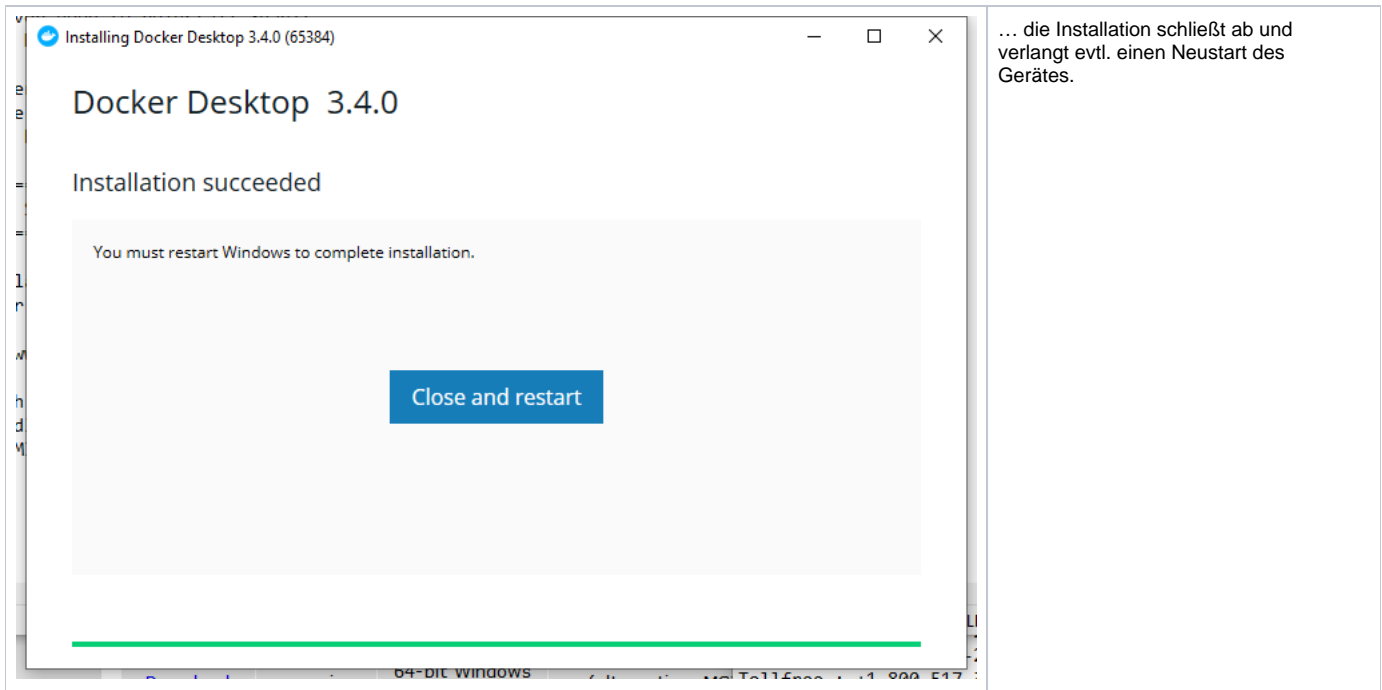 Installing Docker Desktop 3.4.0 (65384)
Docker Desktop 3.4.0
Installation succeeded
You must restart Windows to complete installation.
Close and restart
64-bit Windows
… die Installation schließt ab und
verlangt evtl. einen Neustart des
Gerätes.